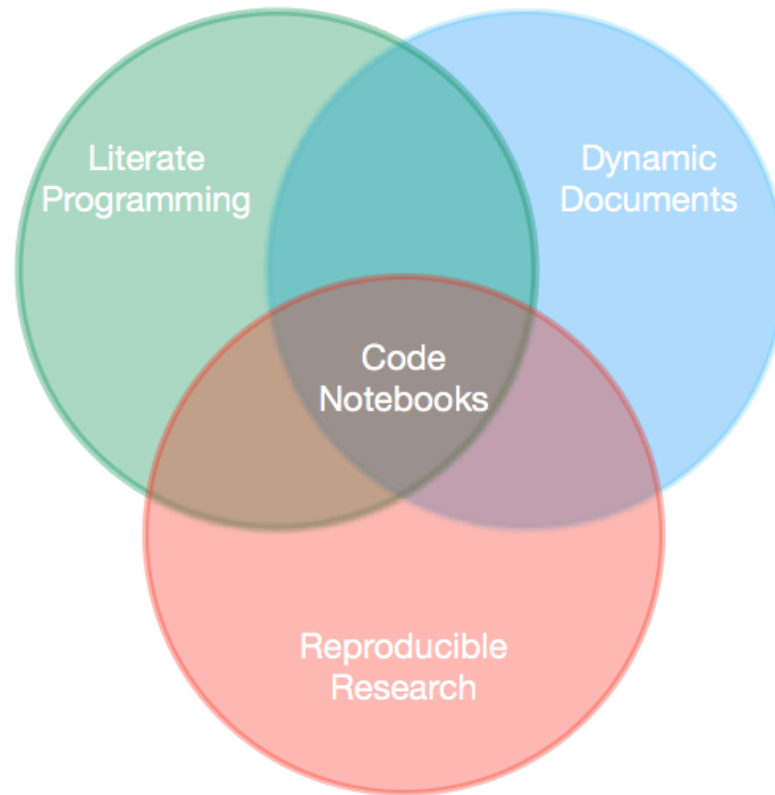 Literate
Programming
Dynamic
Documents
Code
Notebooks
Reproducible
Research